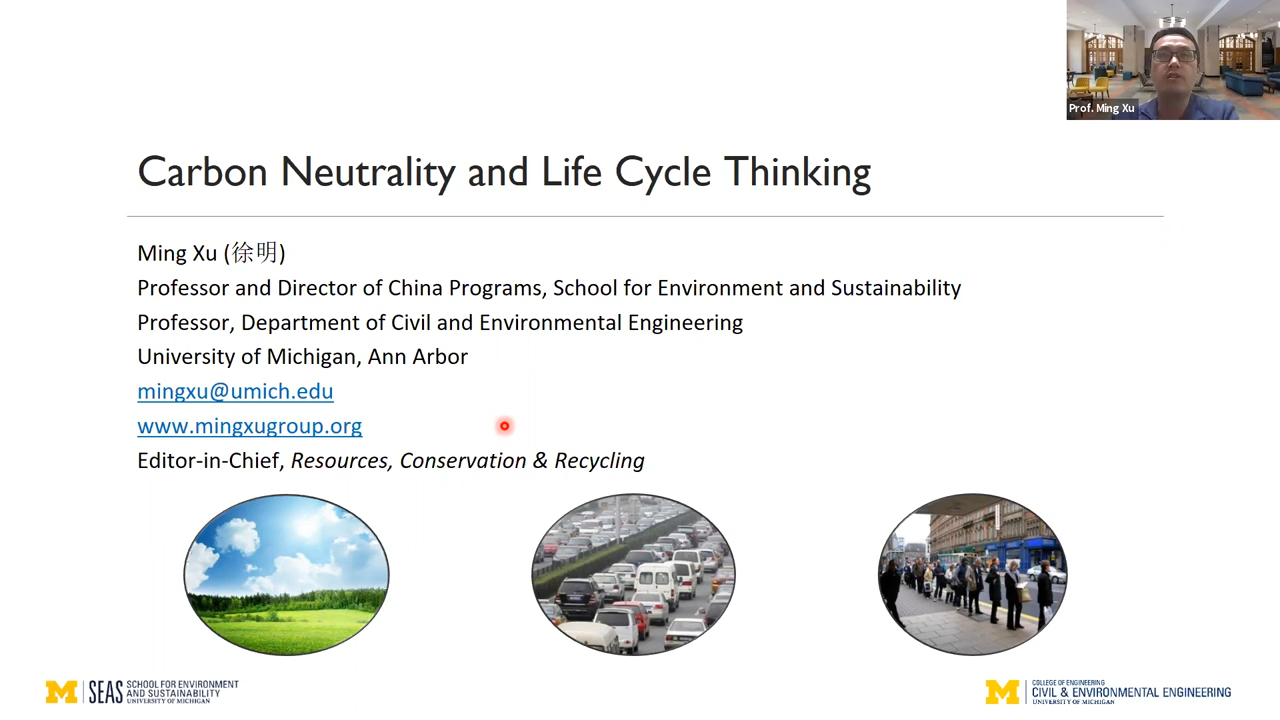 Prof. Ming Xu
Carbon Neutrality and Life Cycle Thinking
Ming Xu (徐明)
Professor and Director of China Programs, School for Environment and Sustainability
Professor, Department of Civil and Environmental Engineering
University of Michigan, Ann Arbor
mingxu@umich.edu
www.mingxugroup.org
Editor-in-Chief, Resources, Conservation & Recycling
M SEAS SCHOOL FOR ENVIRONMENT
AND SUSTAINABILITY
UNIVERSITY OF MICHIGAN
M COLLEGE OF ENGINEERING
CIVIL & ENVIRONMENTAL ENGINEERING
UNIVERSITY OF MICHIGAN